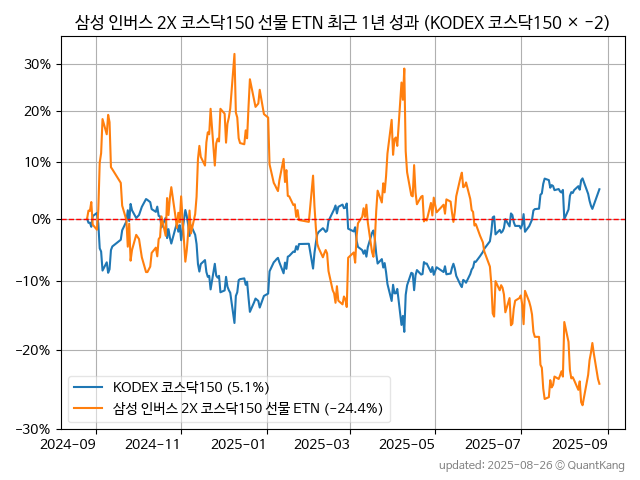 삼성 인버스 2X 코스닥150 선물 ETN 최근 1년 성과 (KODEX 코스닥150 × −2)
30%
20%
10%
0%
−10%
−20%
−30%
KODEX 코스닥150 (5.1%)
삼성 인버스 2X 코스닥150 선물 ETN (−24.4%)
2024-09 2024-11 2025-01 2025-03 2025-05 2025-07 2025-09
updated: 2025-08-26 © QuantKang